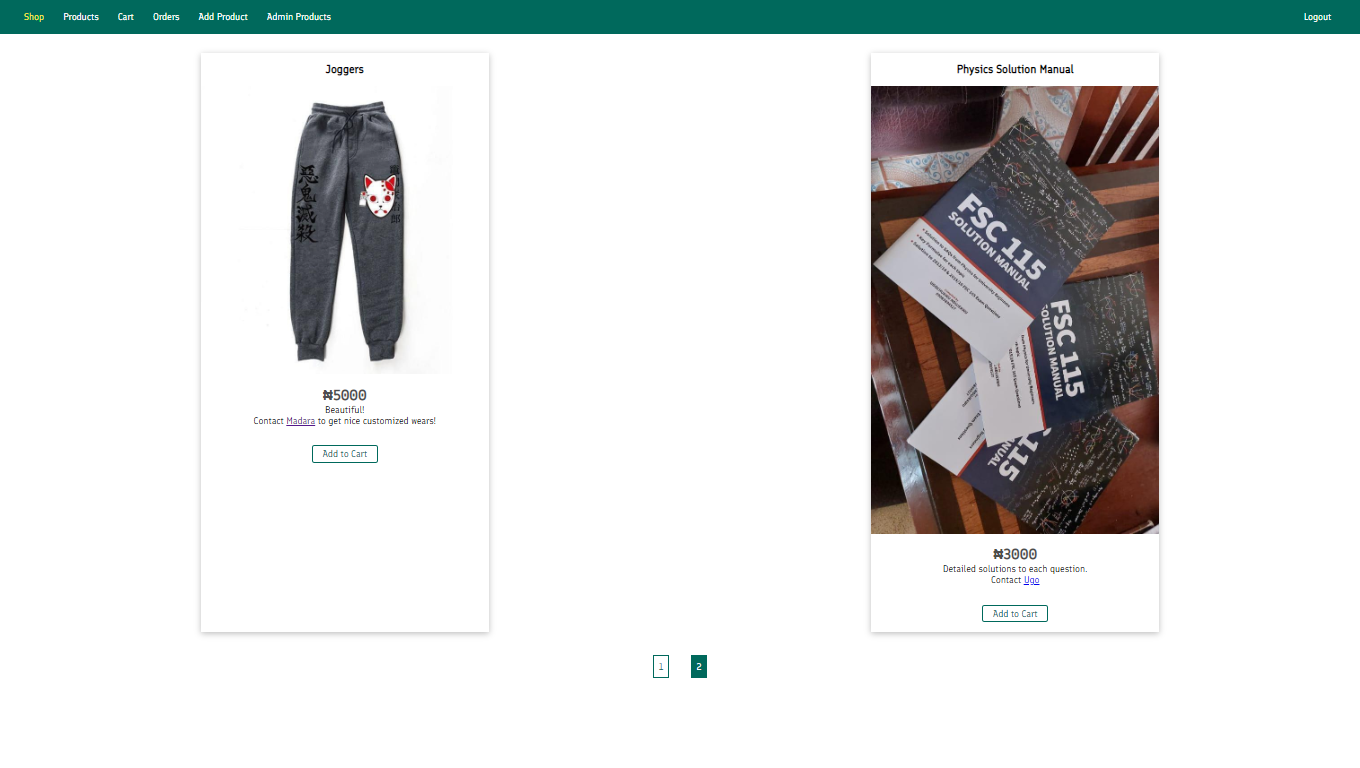 Shop Products Cart Orders Add Product Admin Products Logout
Joggers
惡
鬼
滅
殺
₦5000
Beautiful!
Contact Madara to get nice customized wears!
Add to Cart
Physics Solution Manual
FSC 115
SOLUTION MANUAL
FSC 115
SOLUTION MANUAL
115
MANUAL
₦3000
Detailed solutions to each question.
Contact Ugo
Add to Cart
1 2